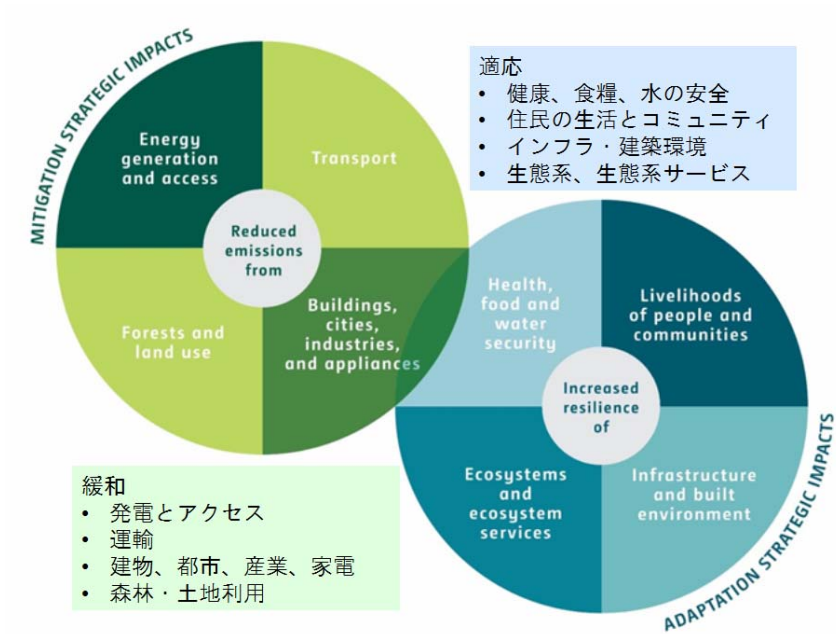 MITIGATION STRATEGIC IMPACTS
Energy
generation
and access
Transport
Reduced
emissions
from
Forests and
land use
Buildings,
cities,
industries,
and appliances
適応
• 健康、食糧、水の安全
• 住民の生活とコミュニティ
• インフラ・建築環境
• 生態系、生態系サービス
Health,
food and
water
security
Livelihoods
of people and
communities
Increased
resilience
of
Ecosystems
and
ecosystem
services
Infrastructure
and built
environment
ADAPTATION STRATEGIC IMPACTS
緩和
• 発電とアクセス
• 運輸
• 建物、都市、産業、家電
• 森林・土地利用